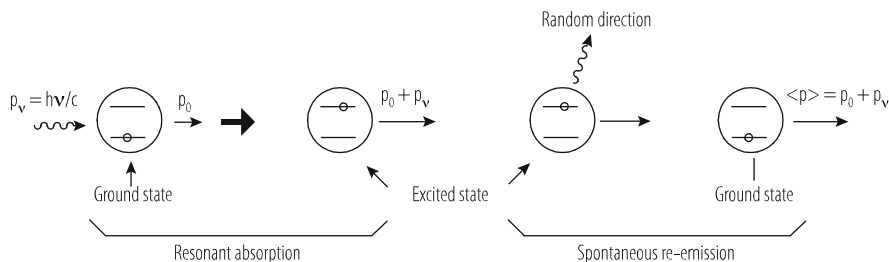 Random direction
p_ν = hν/c
p_0
p_0 + p_ν
<p> = p_0 + p_ν
Ground state
Excited state
Ground state
Resonant absorption
Spontaneous re-emission